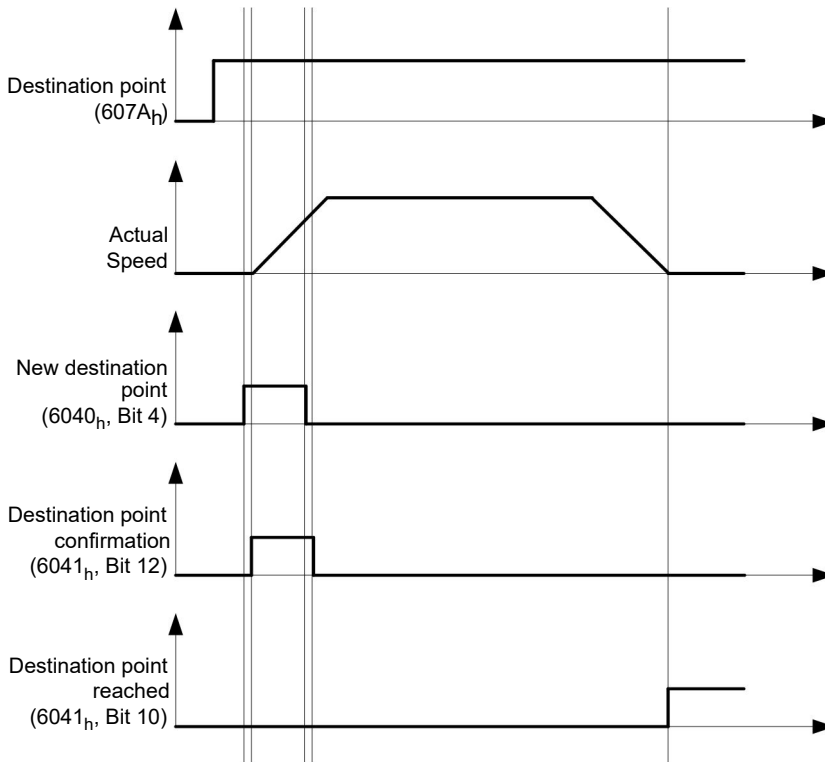 Destination point
(607Ah)
Actual
Speed
New destination
point
(6040h, Bit 4)
Destination point
confirmation
(6041h, Bit 12)
Destination point
reached
(6041h, Bit 10)